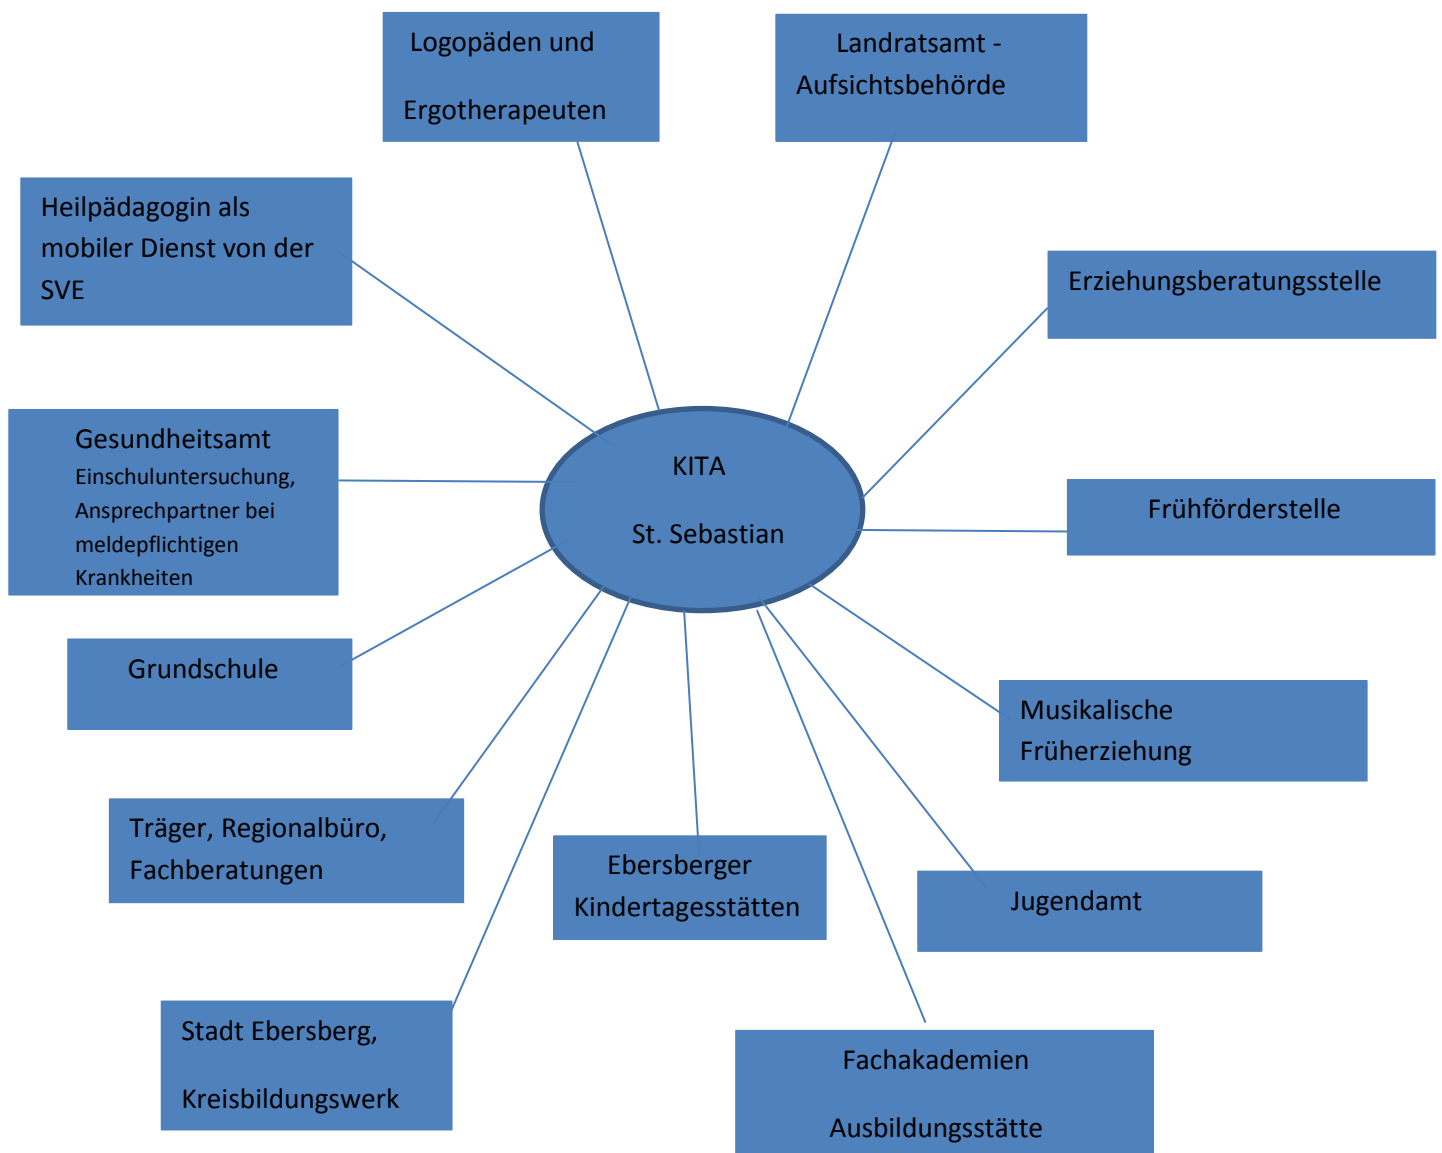 Logopäden und
Ergotherapeuten
Landratsamt -
Aufsichtsbehörde
Heilpädagogin als
mobiler Dienst von der
SVE
Erziehungsberatungsstelle
Gesundheitsamt
Einschuluntersuchung,
Ansprechpartner bei
meldepflichtigen
Krankheiten
KITA
St. Sebastian
Frühförderstelle
Grundschule
Musikalische
Früherziehung
Träger, Regionalbüro,
Fachberatungen
Ebersberger
Kindertagesstätten
Jugendamt
Stadt Ebersberg,
Kreisbildungswerk
Fachakademien
Ausbildungsstätte